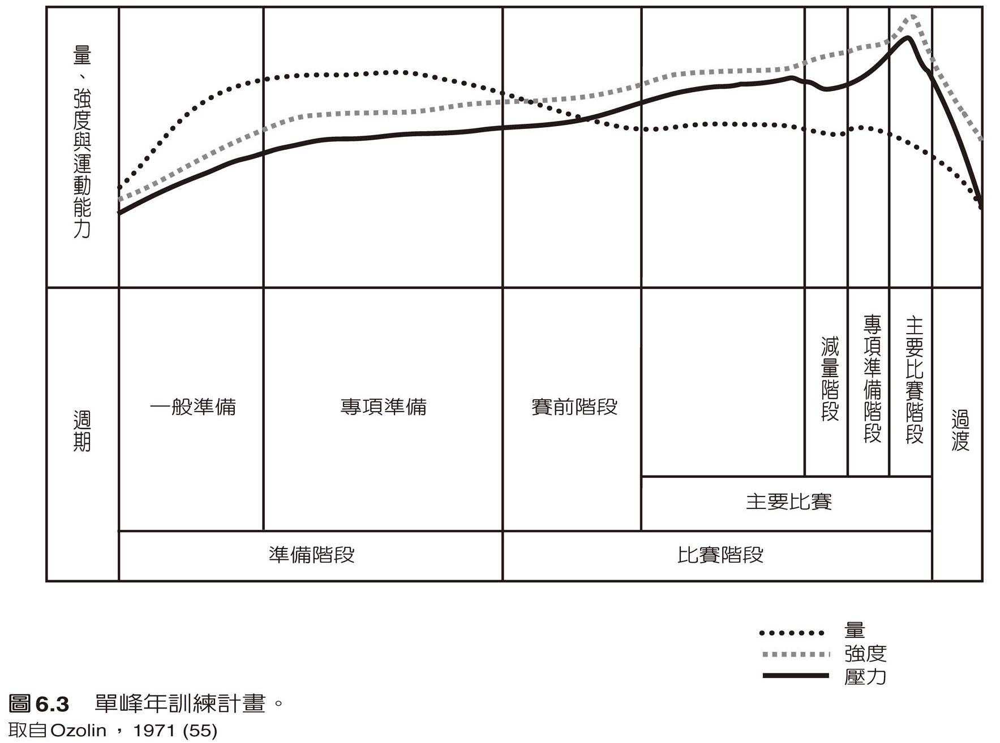 量、強度與運動能力
週期
一般準備
專項準備
賽前階段
減量階段
專項準備階段
主要比賽階段
過渡
主要比賽
準備階段
比賽階段
量
強度
壓力
圖6.3　單峰年訓練計畫。
取自Ozolin，1971 (55)